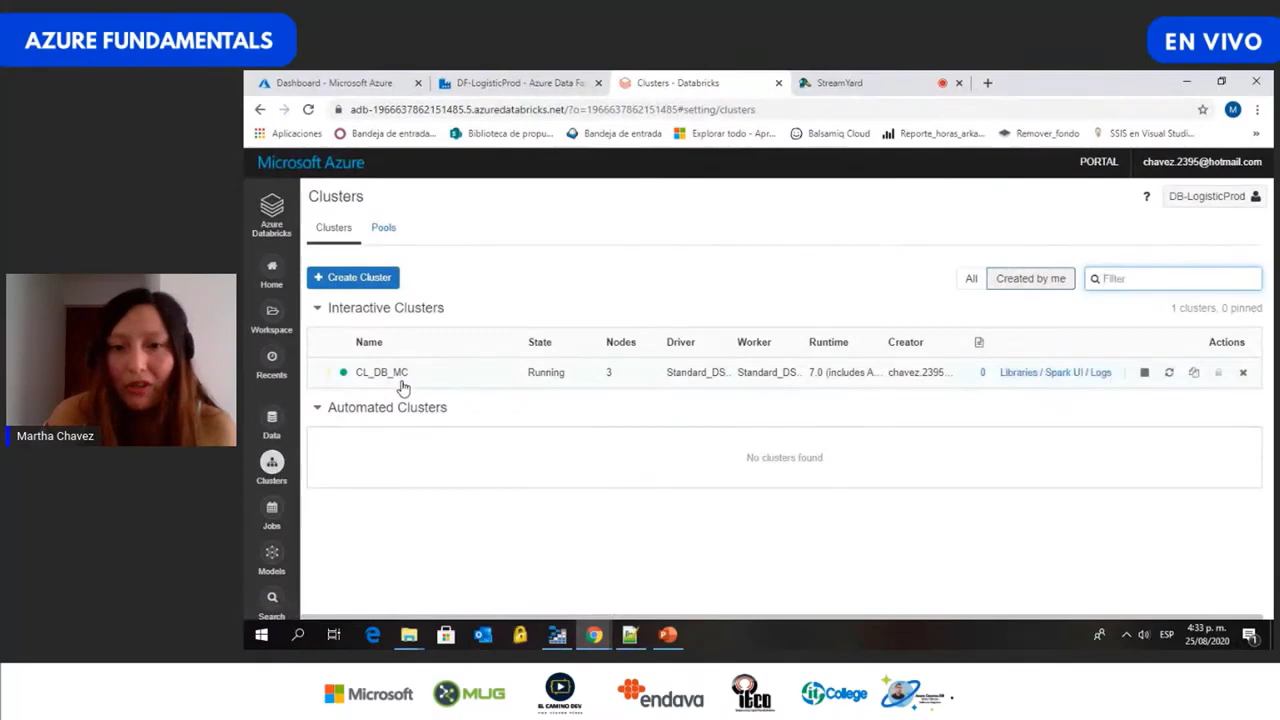 AZURE FUNDAMENTALS
EN VIVO
Dashboard - Microsoft Azure
DF-LogisticProd - Azure Data Fa
Clusters - Databricks
StreamYard
adb-1966637862151485.5.azuredatabricks.net/?o=1966637862151485#setting/clusters
Aplicaciones
Bandeja de entrada...
Biblioteca de propu...
Bandeja de entrada
Explorar todo - Apr...
Balsamiq Cloud
Reporte_horas_arka...
Remover_fondo
SSIS en Visual Studi...
Microsoft Azure
PORTAL
chavez.2395@hotmail.com
Azure
Databricks
Home
Workspace
Recents
Data
Clusters
Jobs
Models
Search
Clusters
?
DB-LogisticProd
Clusters
Pools
+ Create Cluster
All
Created by me
Filter
Interactive Clusters
1 clusters, 0 pinned
Name
State
Nodes
Driver
Worker
Runtime
Creator
Actions
CL_DB_MC
Running
3
Standard_DS...
Standard_DS...
7.0 (includes A...
chavez.2395...
0
Libraries / Spark UI / Logs
Automated Clusters
No clusters found
Martha Chavez
ESP
4:33 p. m.
25/08/2020
Microsoft
MUG
EL CAMINO DEV
endava
itco
it College